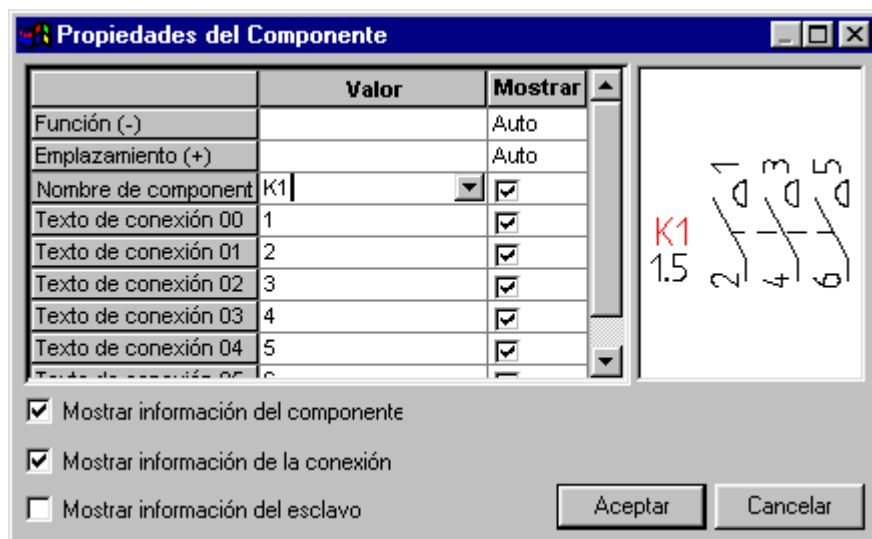 Propiedades del Componente
Valor Mostrar
Función (-) Auto
Emplazamiento (+) Auto
Nombre de component K1
Texto de conexión 00 1
Texto de conexión 01 2
Texto de conexión 02 3
Texto de conexión 03 4
Texto de conexión 04 5
1 3 5
K1
1.5
2 4 6
Mostrar información del componente
Mostrar información de la conexión
Mostrar información del esclavo
Aceptar Cancelar